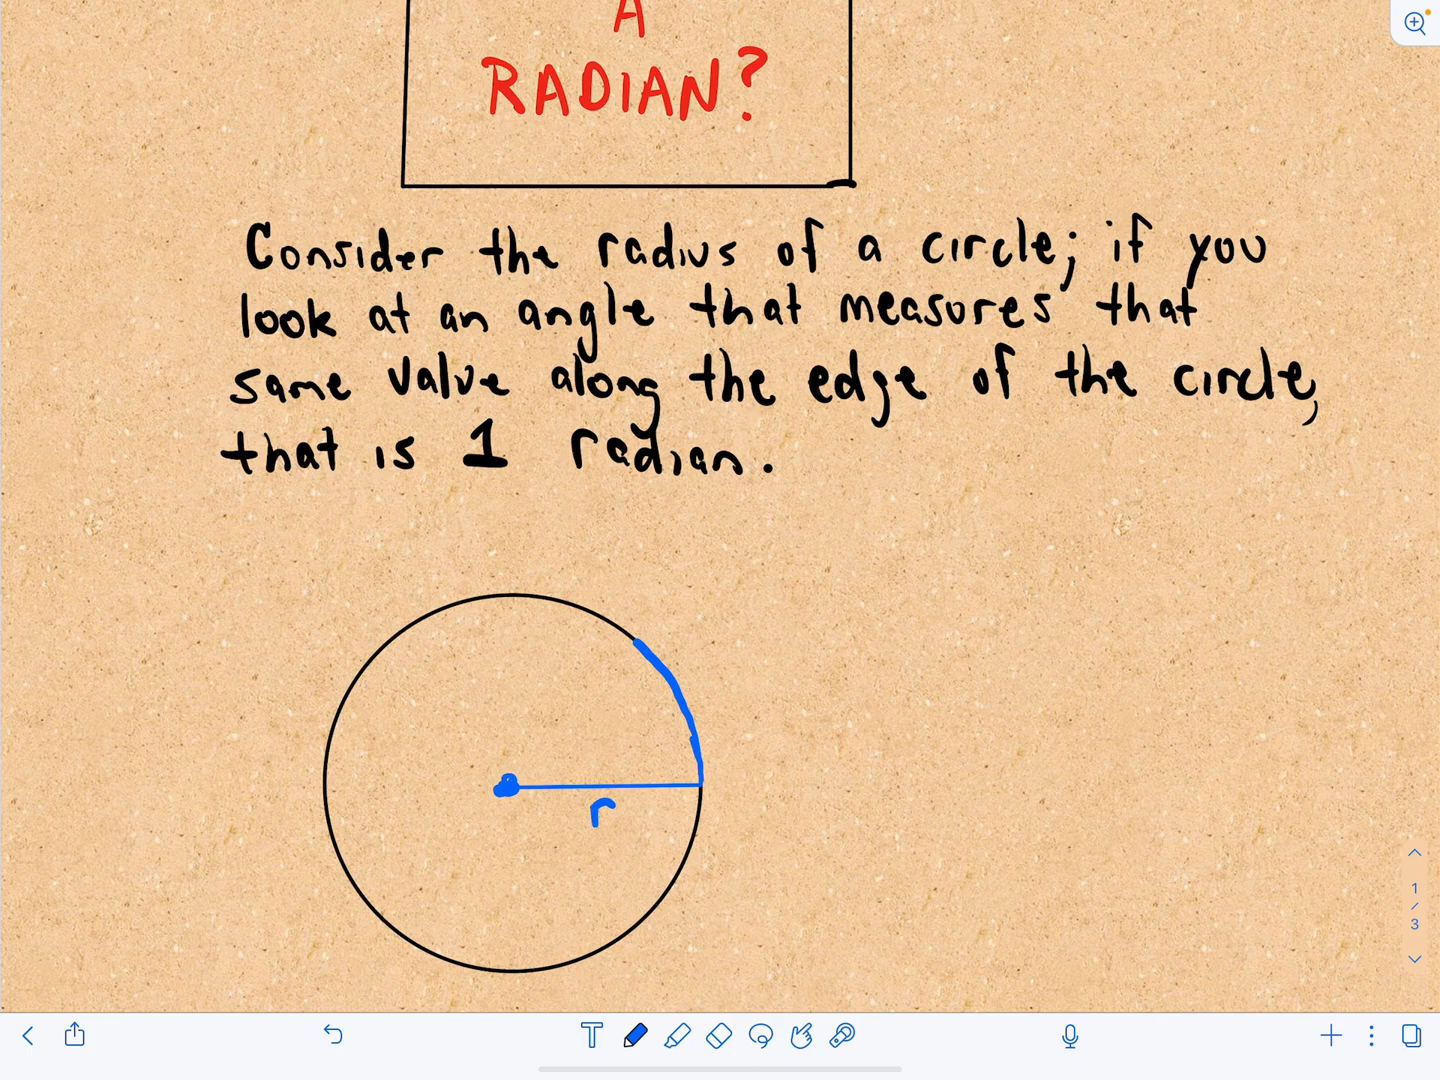 A
RADIAN?
Consider the radius of a circle; if you
look at an angle that measures that
same value along the edge of the circle,
that is 1 radian.
r
1
/
3